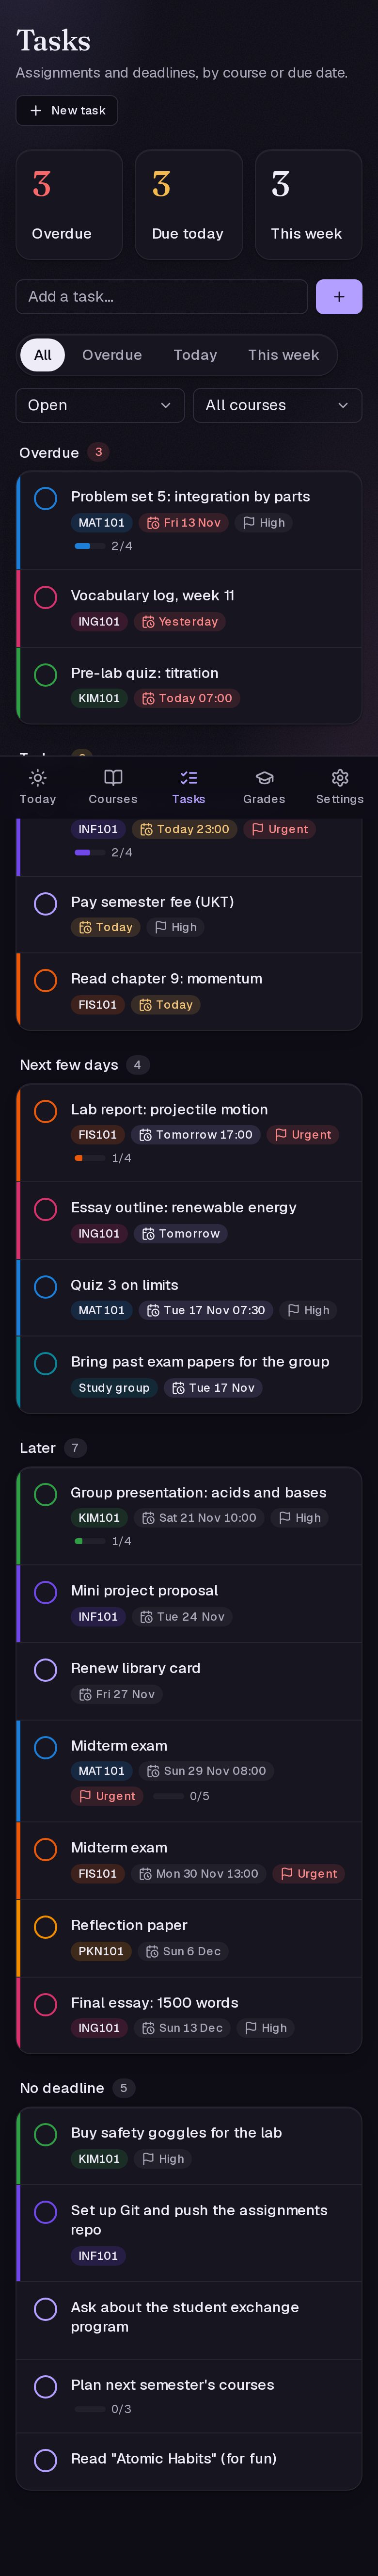 Tasks
Assignments and deadlines, by course or due date.
+ New task
3
Overdue
3
Due today
3
This week
Add a task...
+
All
Overdue
Today
This week
Open
All courses
Overdue 3
Problem set 5: integration by parts
MAT101 Fri 13 Nov High
2/4
Vocabulary log, week 11
ING101 Yesterday
Pre-lab quiz: titration
KIM101 Today 07:00
Today
Courses
Tasks
Grades
Settings
INF101 Today 23:00 Urgent
2/4
Pay semester fee (UKT)
Today High
Read chapter 9: momentum
FIS101 Today
Next few days 4
Lab report: projectile motion
FIS101 Tomorrow 17:00 Urgent
1/4
Essay outline: renewable energy
ING101 Tomorrow
Quiz 3 on limits
MAT101 Tue 17 Nov 07:30 High
Bring past exam papers for the group
Study group Tue 17 Nov
Later 7
Group presentation: acids and bases
KIM101 Sat 21 Nov 10:00 High
1/4
Mini project proposal
INF101 Tue 24 Nov
Renew library card
Fri 27 Nov
Midterm exam
MAT101 Sun 29 Nov 08:00
Urgent 0/5
Midterm exam
FIS101 Mon 30 Nov 13:00 Urgent
Reflection paper
PKN101 Sun 6 Dec
Final essay: 1500 words
ING101 Sun 13 Dec High
No deadline 5
Buy safety goggles for the lab
KIM101 High
Set up Git and push the assignments
repo
INF101
Ask about the student exchange
program
Plan next semester's courses
0/3
Read "Atomic Habits" (for fun)